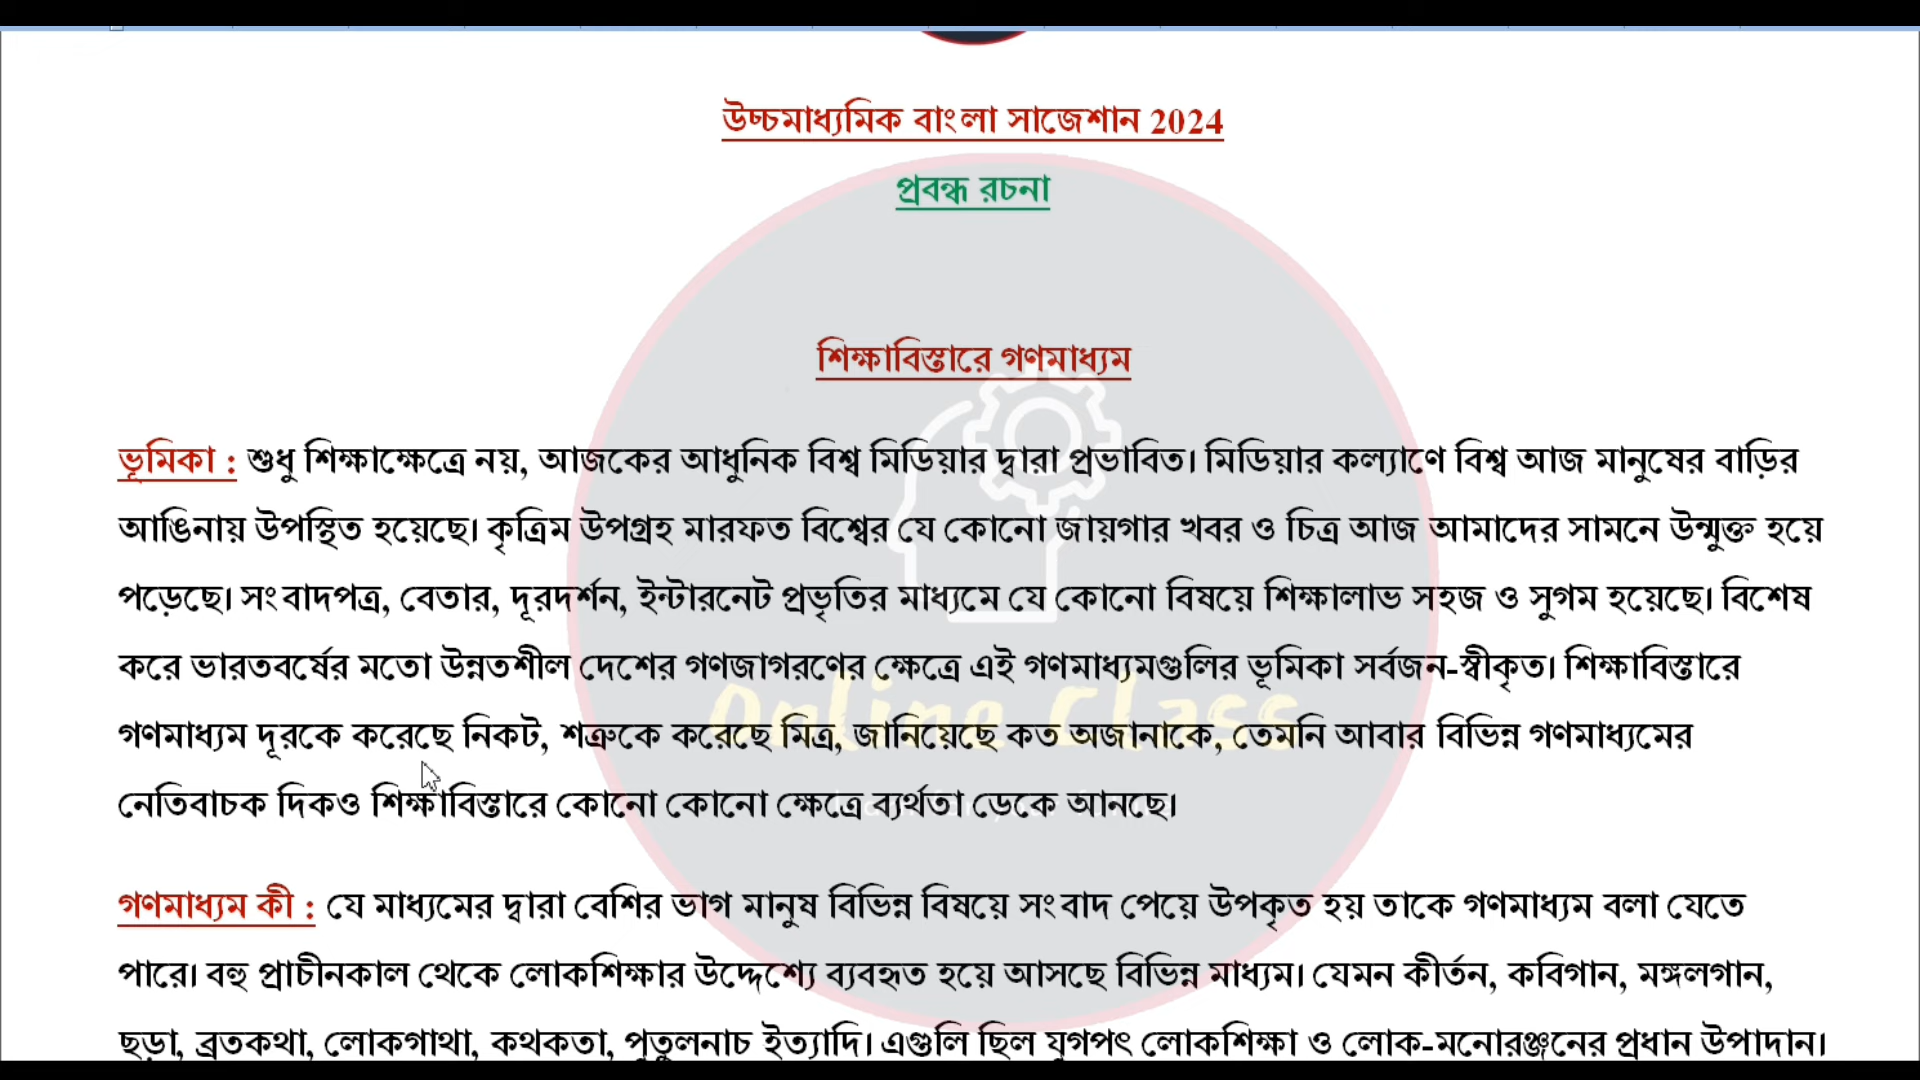 উচ্চমাধ্যমিক বাংলা সাজেশান 2024
প্রবন্ধ রচনা
শিক্ষাবিস্তারে গণমাধ্যম
ভূমিকা : শুধু শিক্ষাক্ষেত্রে নয়, আজকের আধুনিক বিশ্ব মিডিয়ার দ্বারা প্রভাবিত। মিডিয়ার কল্যাণে বিশ্ব আজ মানুষের বাড়ির
আঙিনায় উপস্থিত হয়েছে। কৃত্রিম উপগ্রহ মারফত বিশ্বের যে কোনো জায়গার খবর ও চিত্র আজ আমাদের সামনে উন্মুক্ত হয়ে
পড়েছে। সংবাদপত্র, বেতার, দূরদর্শন, ইন্টারনেট প্রভৃতির মাধ্যমে যে কোনো বিষয়ে শিক্ষালাভ সহজ ও সুগম হয়েছে। বিশেষ
করে ভারতবর্ষের মতো উন্নতশীল দেশের গণজাগরণের ক্ষেত্রে এই গণমাধ্যমগুলির ভূমিকা সর্বজন-স্বীকৃত। শিক্ষাবিস্তারে
গণমাধ্যম দূরকে করেছে নিকট, শত্রুকে করেছে মিত্র, জানিয়েছে কত অজানাকে, তেমনি আবার বিভিন্ন গণমাধ্যমের
নেতিবাচক দিকও শিক্ষাবিস্তারে কোনো কোনো ক্ষেত্রে ব্যর্থতা ডেকে আনছে।
Online Class
গণমাধ্যম কী : যে মাধ্যমের দ্বারা বেশির ভাগ মানুষ বিভিন্ন বিষয়ে সংবাদ পেয়ে উপকৃত হয় তাকে গণমাধ্যম বলা যেতে
পারে। বহু প্রাচীনকাল থেকে লোকশিক্ষার উদ্দেশ্যে ব্যবহৃত হয়ে আসছে বিভিন্ন মাধ্যম। যেমন কীর্তন, কবিগান, মঙ্গলগান,
ছড়া, ব্রতকথা, লোকগাথা, কথকতা, পুতুলনাচ ইত্যাদি। এগুলি ছিল যুগপৎ লোকশিক্ষা ও লোক-মনোরঞ্জনের প্রধান উপাদান।